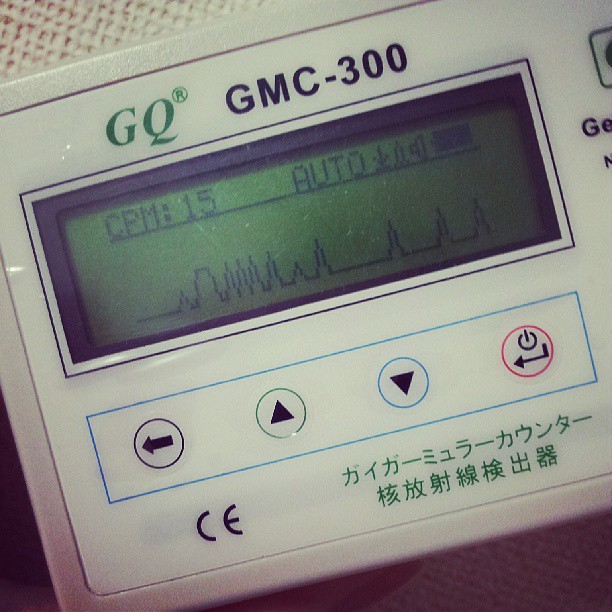 GQ® GMC-300
Ge
N
CPM: 15 AUTO
ガイガーミュラーカウンター
核放射線検出器
CE